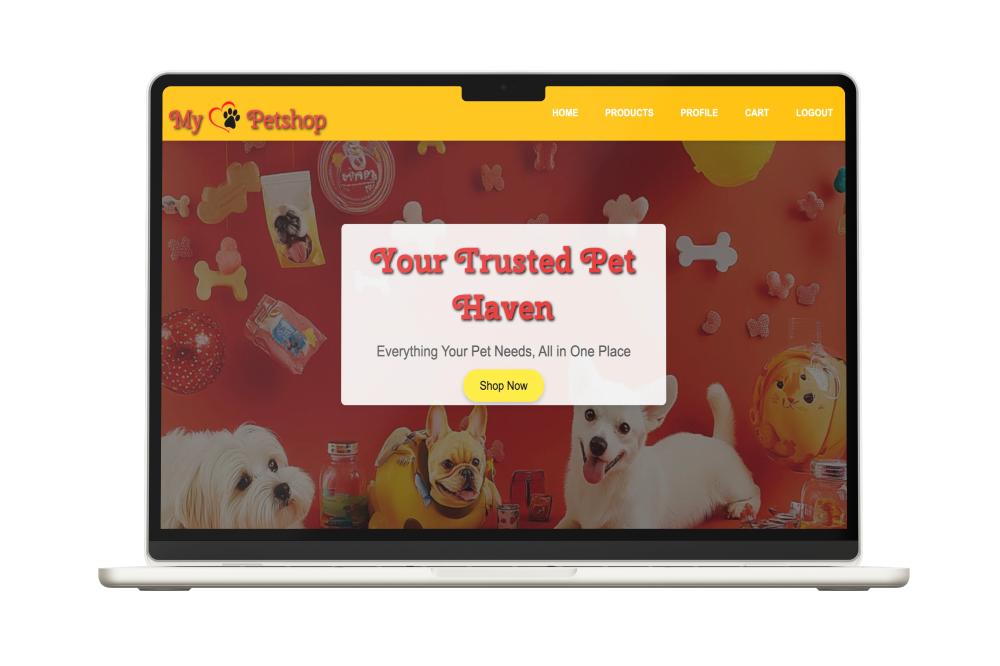 My Petshop
HOME PRODUCTS PROFILE CART LOGOUT
Your Trusted Pet
Haven
Everything Your Pet Needs, All in One Place
Shop Now